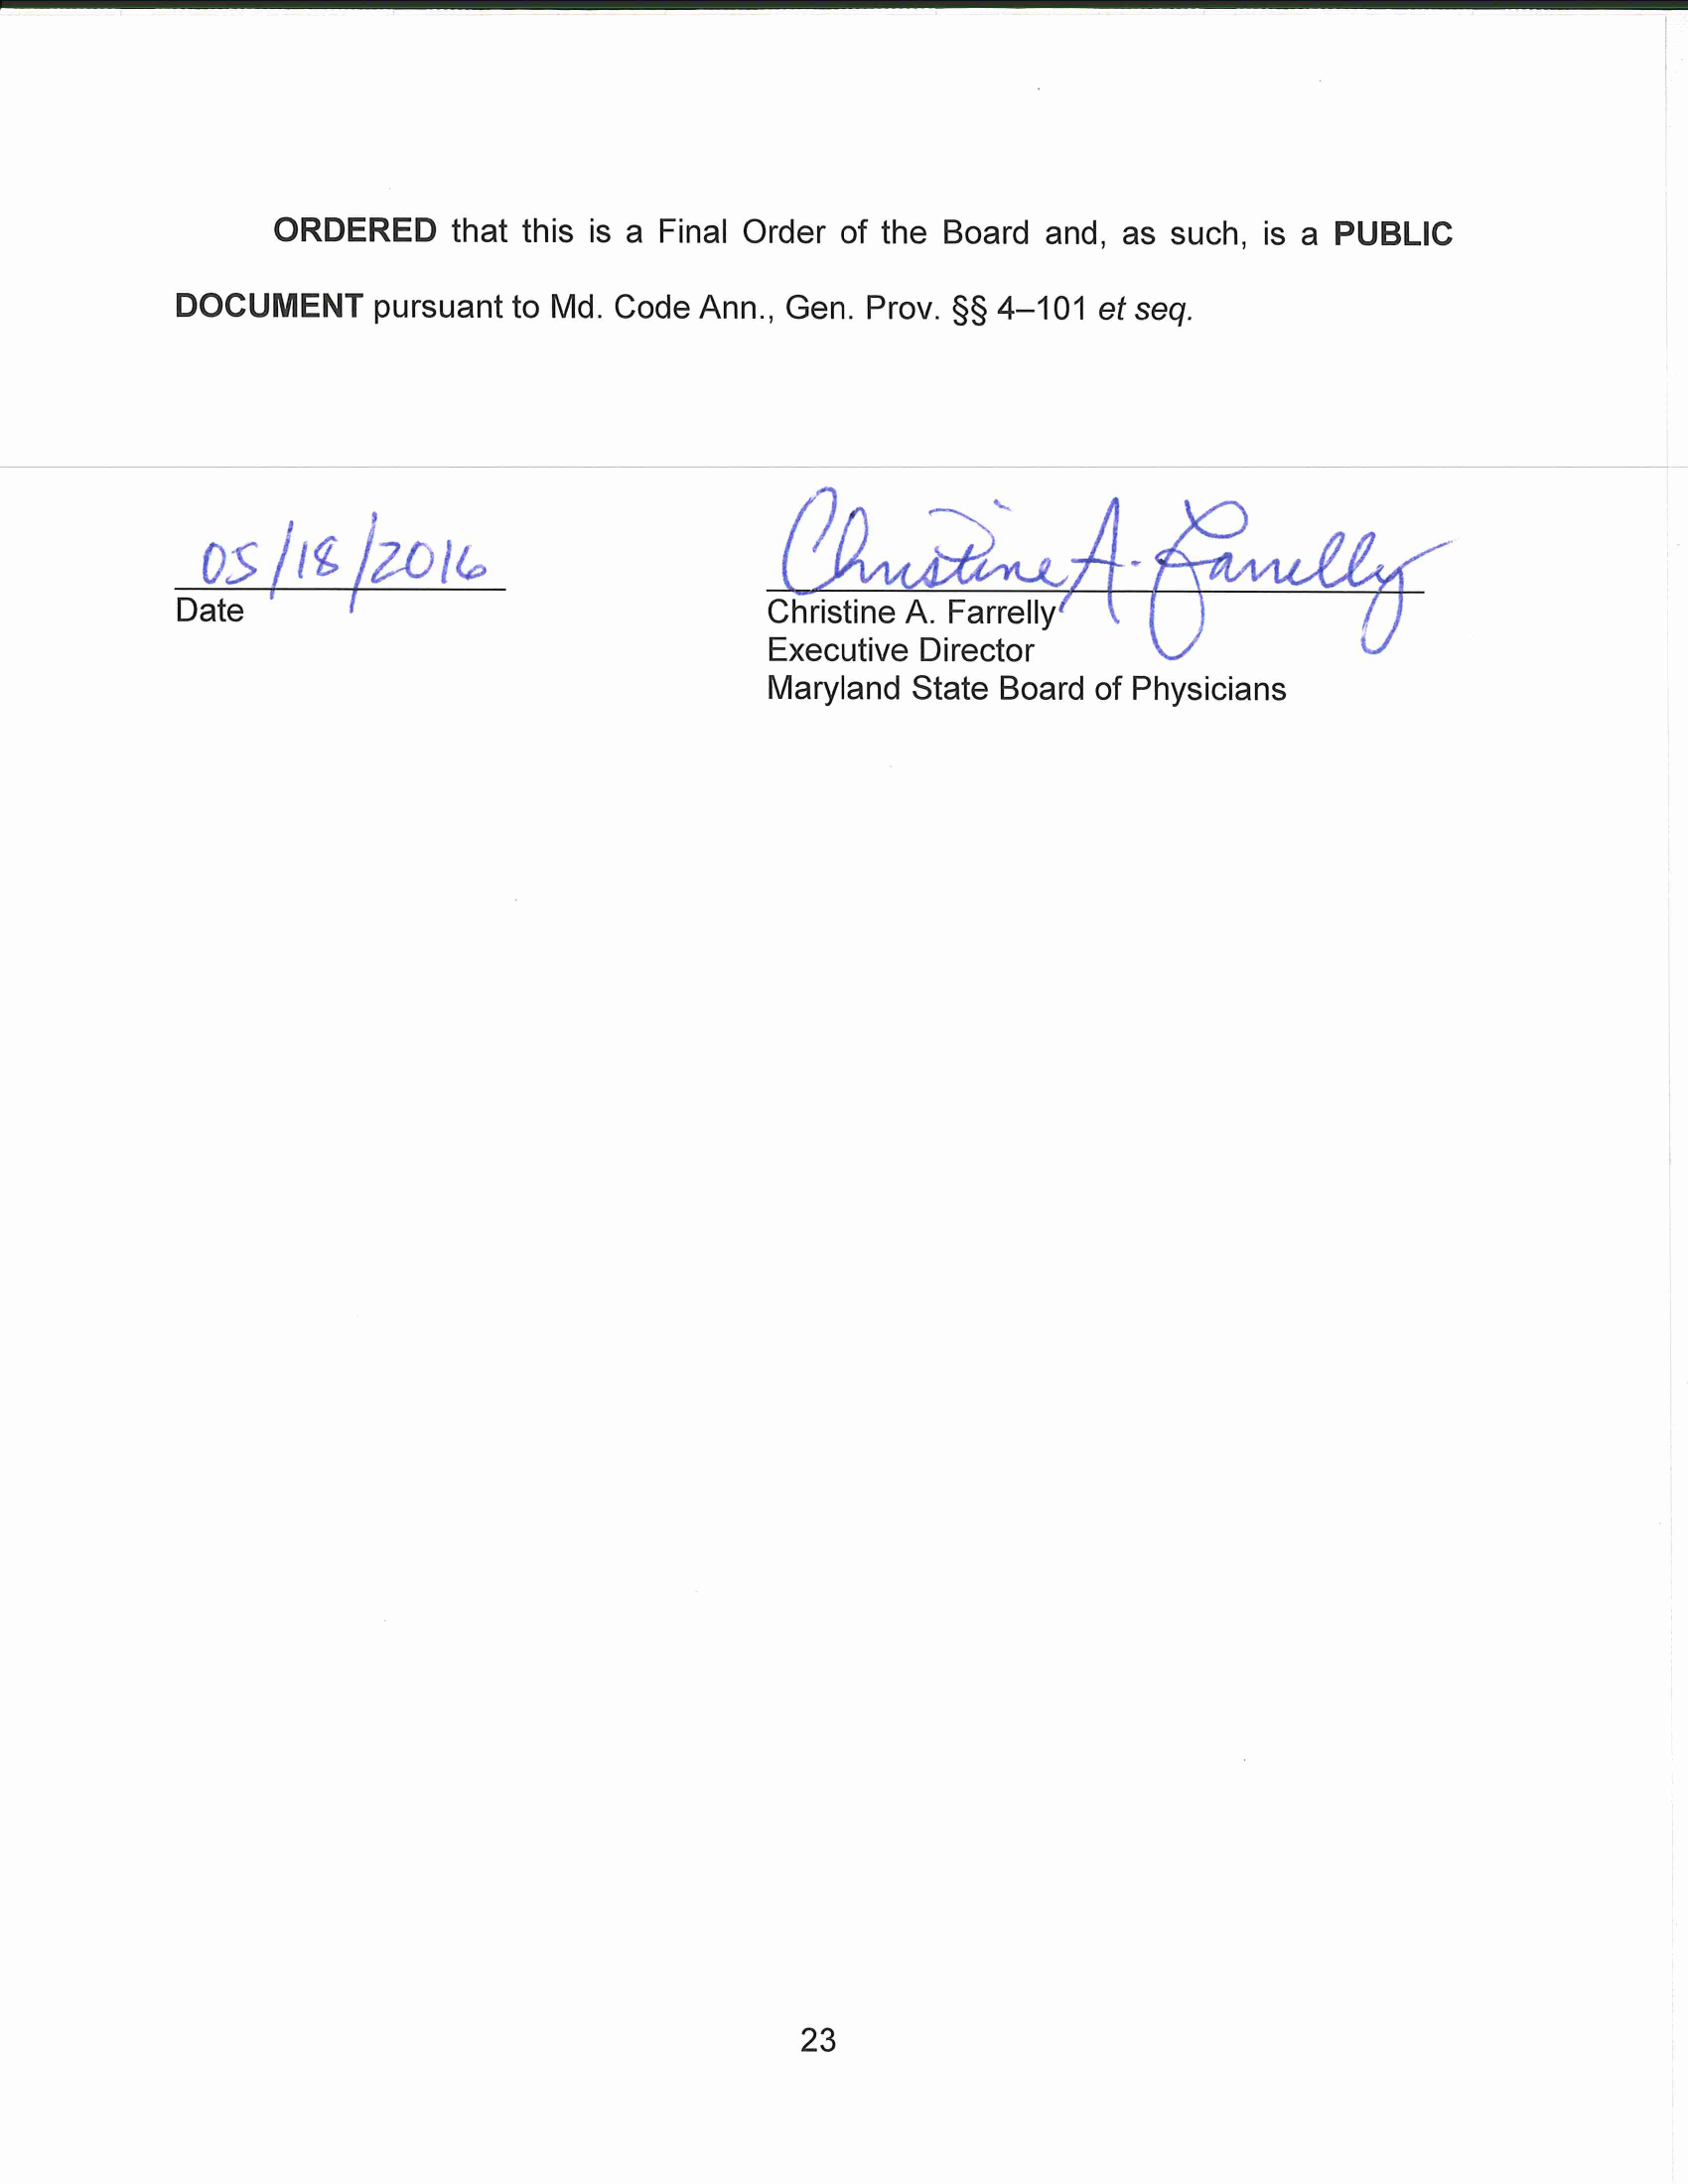 ORDERED that this is a Final Order of the Board and, as such, is a PUBLIC
DOCUMENT pursuant to Md. Code Ann., Gen. Prov. §§ 4–101 et seq.
05/18/2016
Christine A. Farrelly
Date
Christine A. Farrelly
Executive Director
Maryland State Board of Physicians
23